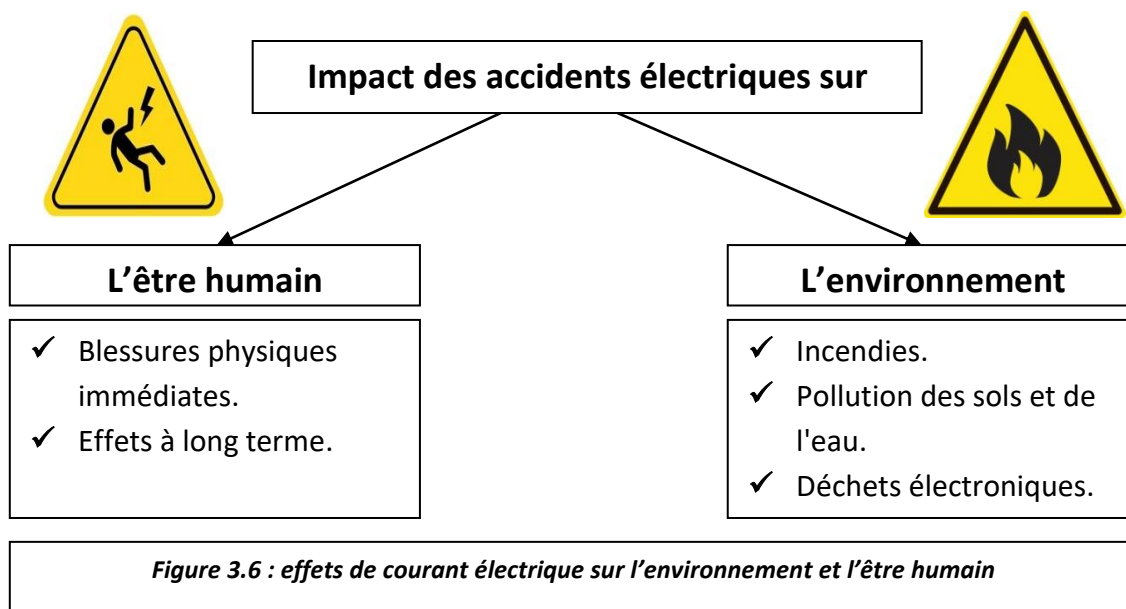 Impact des accidents électriques sur
L’être humain
✓ Blessures physiques
immédiates.
✓ Effets à long terme.
L’environnement
✓ Incendies.
✓ Pollution des sols et de
l'eau.
✓ Déchets électroniques.
Figure 3.6 : effets de courant électrique sur l’environnement et l’être humain